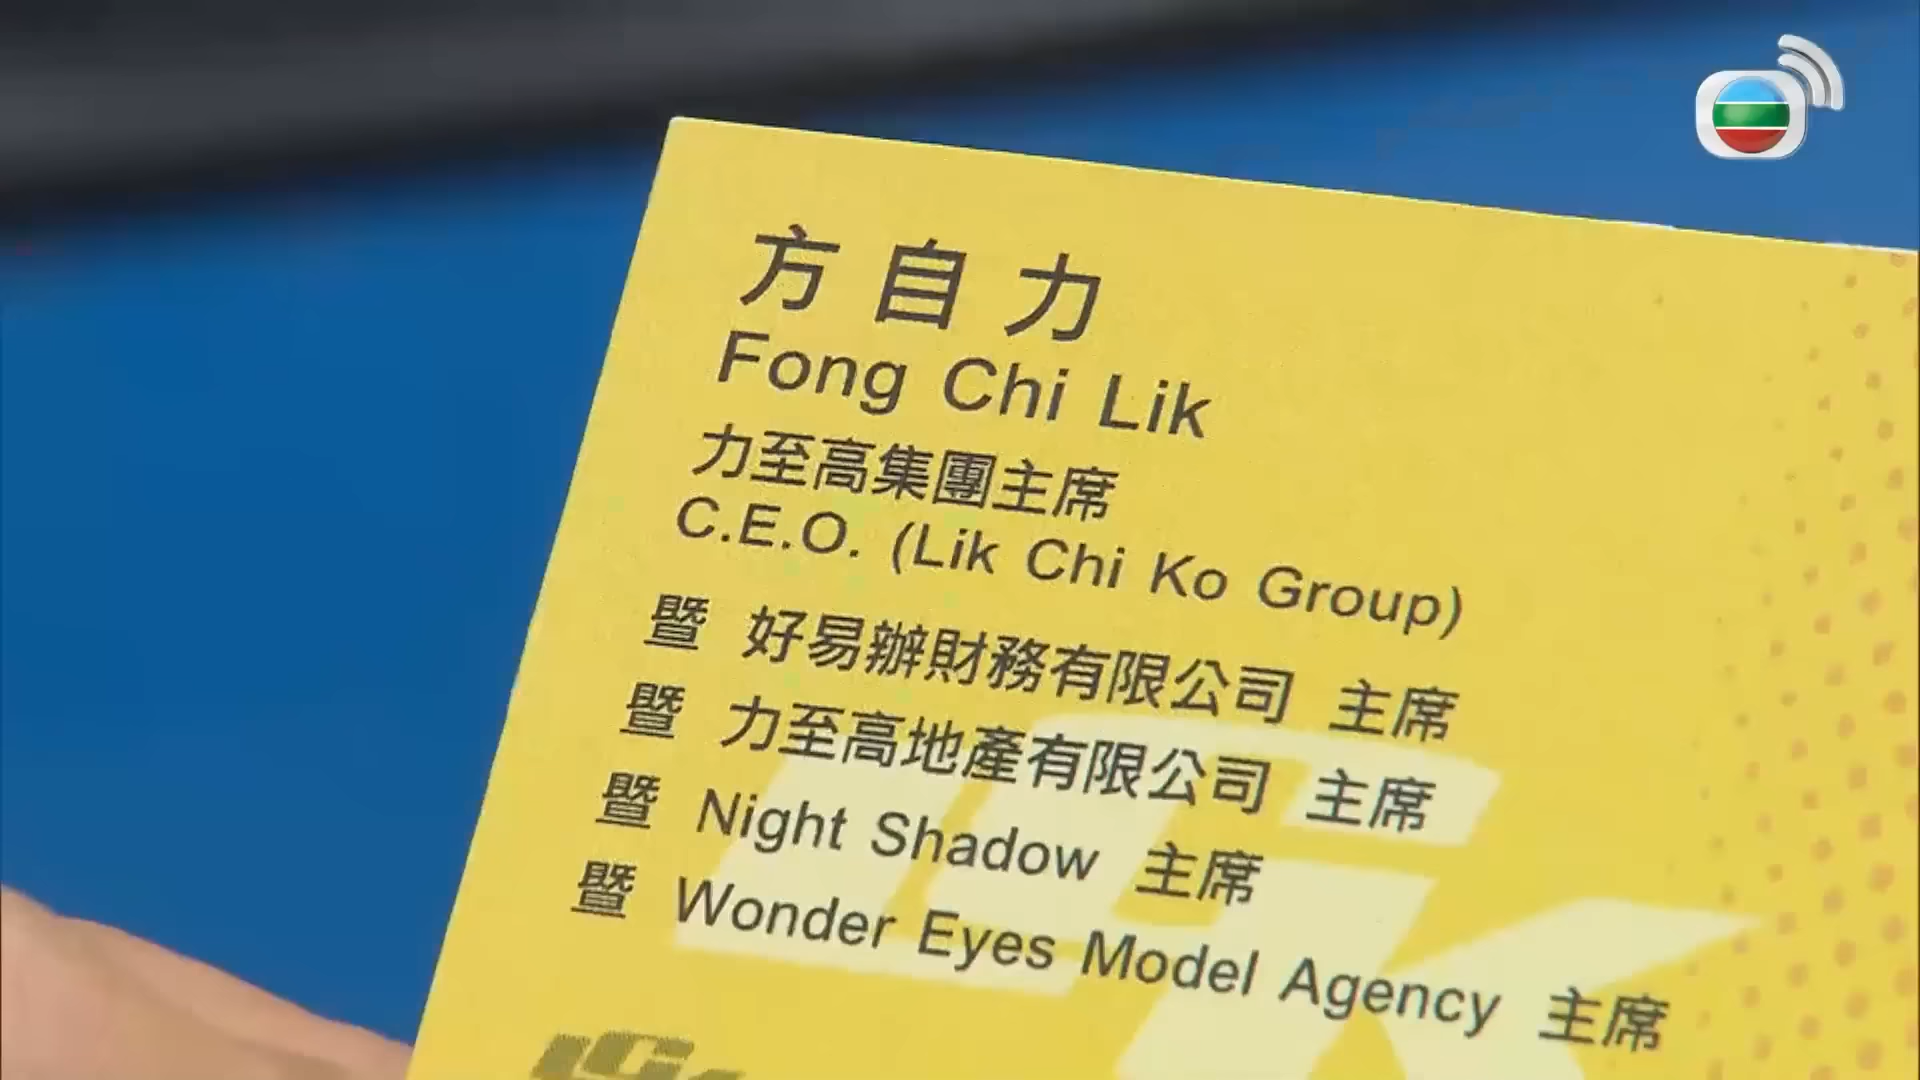 方自力
Fong Chi Lik
力至高集團主席
C.E.O. (Lik Chi Ko Group)
暨 好易辦財務有限公司 主席
暨 力至高地產有限公司 主席
暨 Night Shadow 主席
暨 Wonder Eyes Model Agency 主席